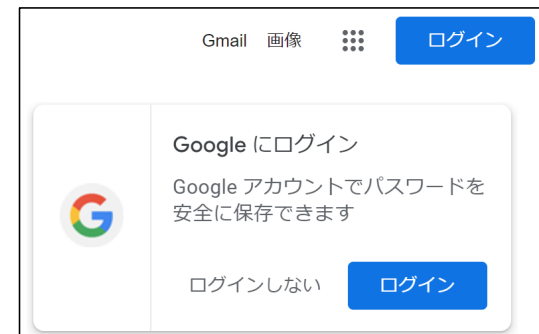 Gmail 画像 ログイン
Google にログイン
Google アカウントでパスワードを
安全に保存できます
ログインしない ログイン